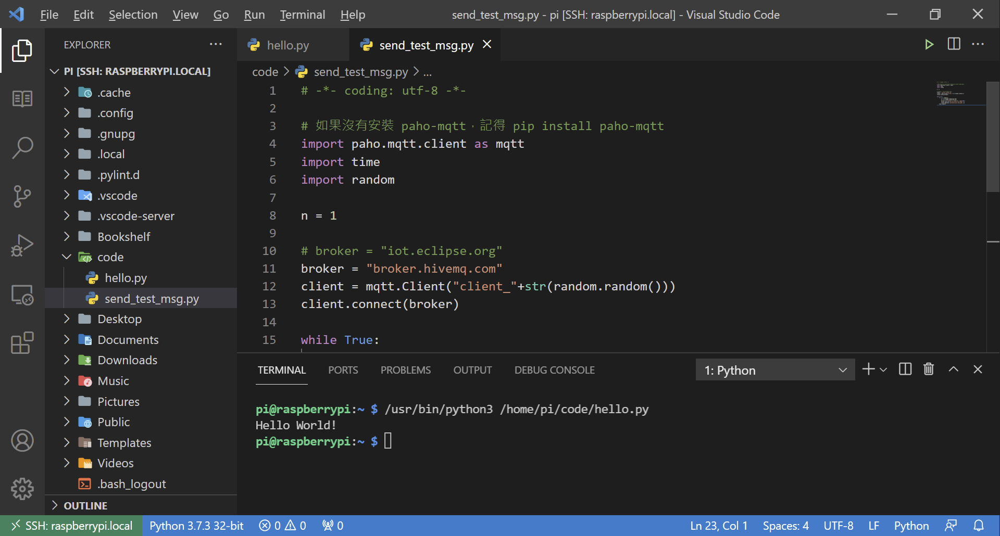 File Edit Selection View Go Run Terminal Help
send_test_msg.py - pi [SSH: raspberrypi.local] - Visual Studio Code
EXPLORER
PI [SSH: RASPBERRYPI.LOCAL]
.cache
.config
.gnupg
.local
.pylint.d
.vscode
.vscode-server
Bookshelf
code
hello.py
send_test_msg.py
Desktop
Documents
Downloads
Music
Pictures
Public
Templates
Videos
.bash_logout
OUTLINE
hello.py
send_test_msg.py
code > send_test_msg.py > ...
1 # -*- coding: utf-8 -*-
2
3 # 如果沒有安裝 paho-mqtt，記得 pip install paho-mqtt
4 import paho.mqtt.client as mqtt
5 import time
6 import random
7
8 n = 1
9
10 # broker = "iot.eclipse.org"
11 broker = "broker.hivemq.com"
12 client = mqtt.Client("client_"+str(random.random()))
13 client.connect(broker)
14
15 while True:
TERMINAL PORTS PROBLEMS OUTPUT DEBUG CONSOLE
1: Python
pi@raspberrypi:~ $ /usr/bin/python3 /home/pi/code/hello.py
Hello World!
pi@raspberrypi:~ $
SSH: raspberrypi.local Python 3.7.3 32-bit 0 0 0 Ln 23, Col 1 Spaces: 4 UTF-8 LF Python